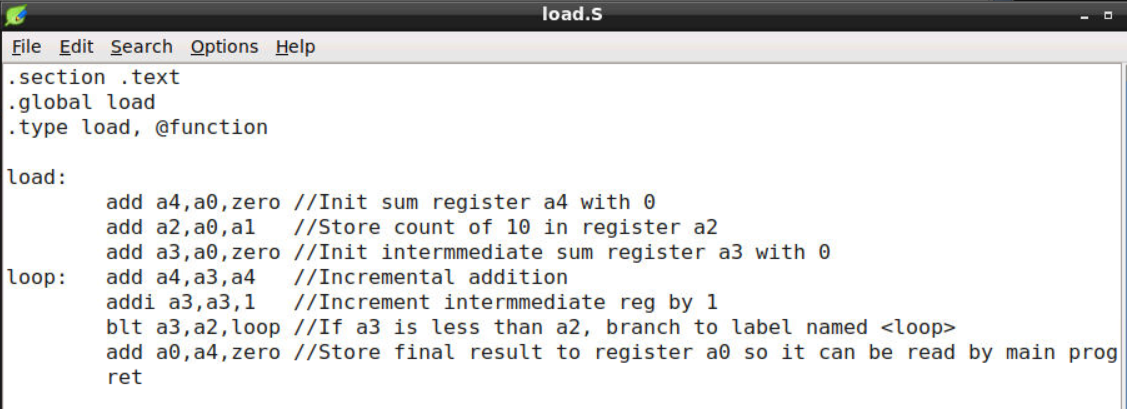 load.S
File Edit Search Options Help
.section .text
.global load
.type load, @function
load:
add a4,a0,zero //Init sum register a4 with 0
add a2,a0,a1 //Store count of 10 in register a2
add a3,a0,zero //Init intermmediate sum register a3 with 0
loop: add a4,a3,a4 //Incremental addition
addi a3,a3,1 //Increment intermmediate reg by 1
blt a3,a2,loop //If a3 is less than a2, branch to label named <loop>
add a0,a4,zero //Store final result to register a0 so it can be read by main prog
ret